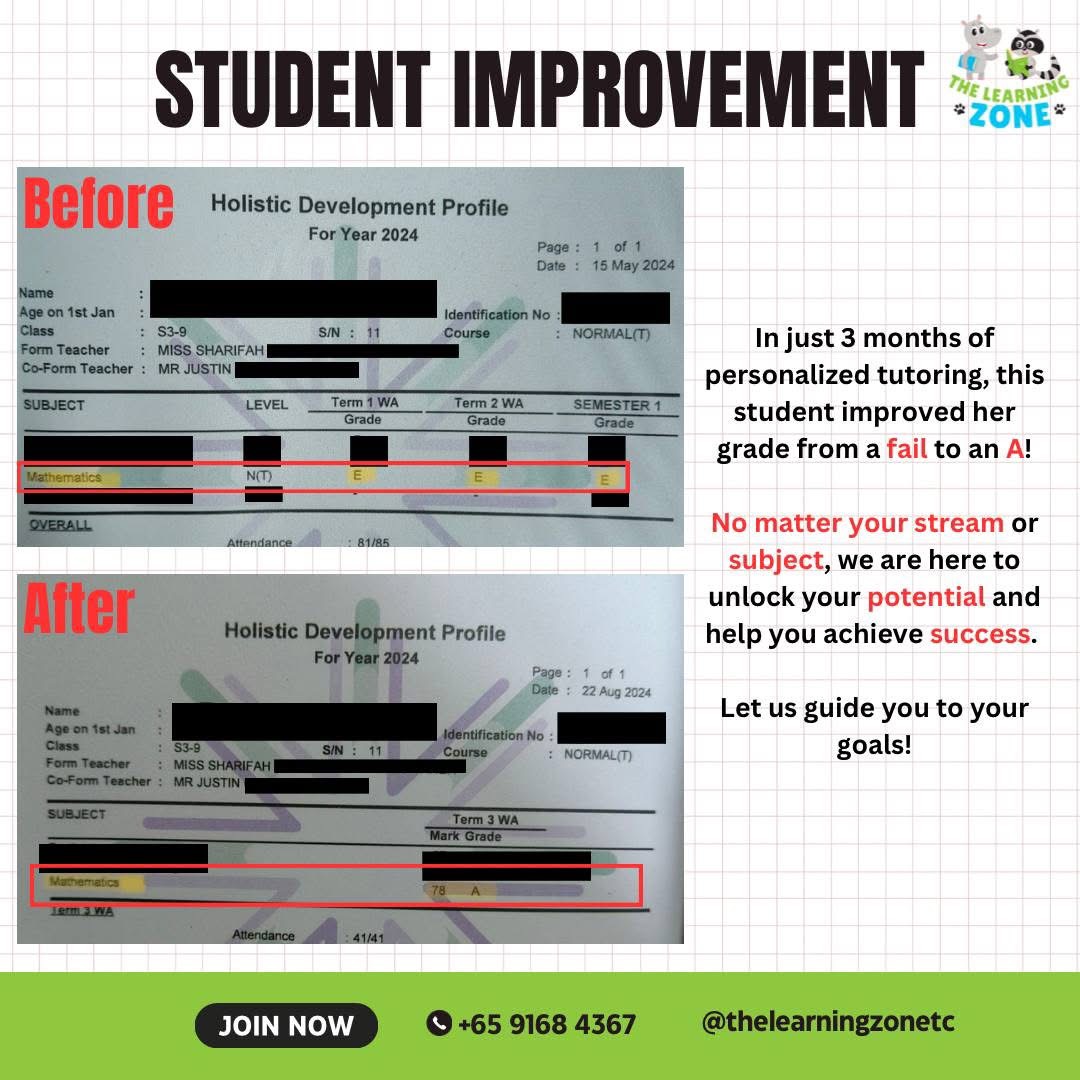 STUDENT IMPROVEMENT
THE LEARNING
ZONE
Before
Holistic Development Profile
For Year 2024
Page : 1 of 1
Date : 15 May 2024
Name :
Age on 1st Jan :
Identification No :
Class : S3-9 S/N : 11 Course : NORMAL(T)
Form Teacher : MISS SHARIFAH
Co-Form Teacher : MR JUSTIN
SUBJECT LEVEL Term 1 WA Term 2 WA SEMESTER 1
Grade Grade Grade
Mathematics N(T) E E E
OVERALL
Attendance : 81/85
In just 3 months of
personalized tutoring, this
student improved her
grade from a fail to an A!
No matter your stream or
subject, we are here to
unlock your potential and
help you achieve success.
Let us guide you to your
goals!
After
Holistic Development Profile
For Year 2024
Page : 1 of 1
Date : 22 Aug 2024
Name :
Age on 1st Jan :
Identification No :
Class : S3-9 S/N : 11 Course : NORMAL(T)
Form Teacher : MISS SHARIFAH
Co-Form Teacher : MR JUSTIN
SUBJECT Term 3 WA
Mark Grade
Mathematics 78 A
Term 3 WA
Attendance : 41/41
JOIN NOW +65 9168 4367 @thelearningzonetc